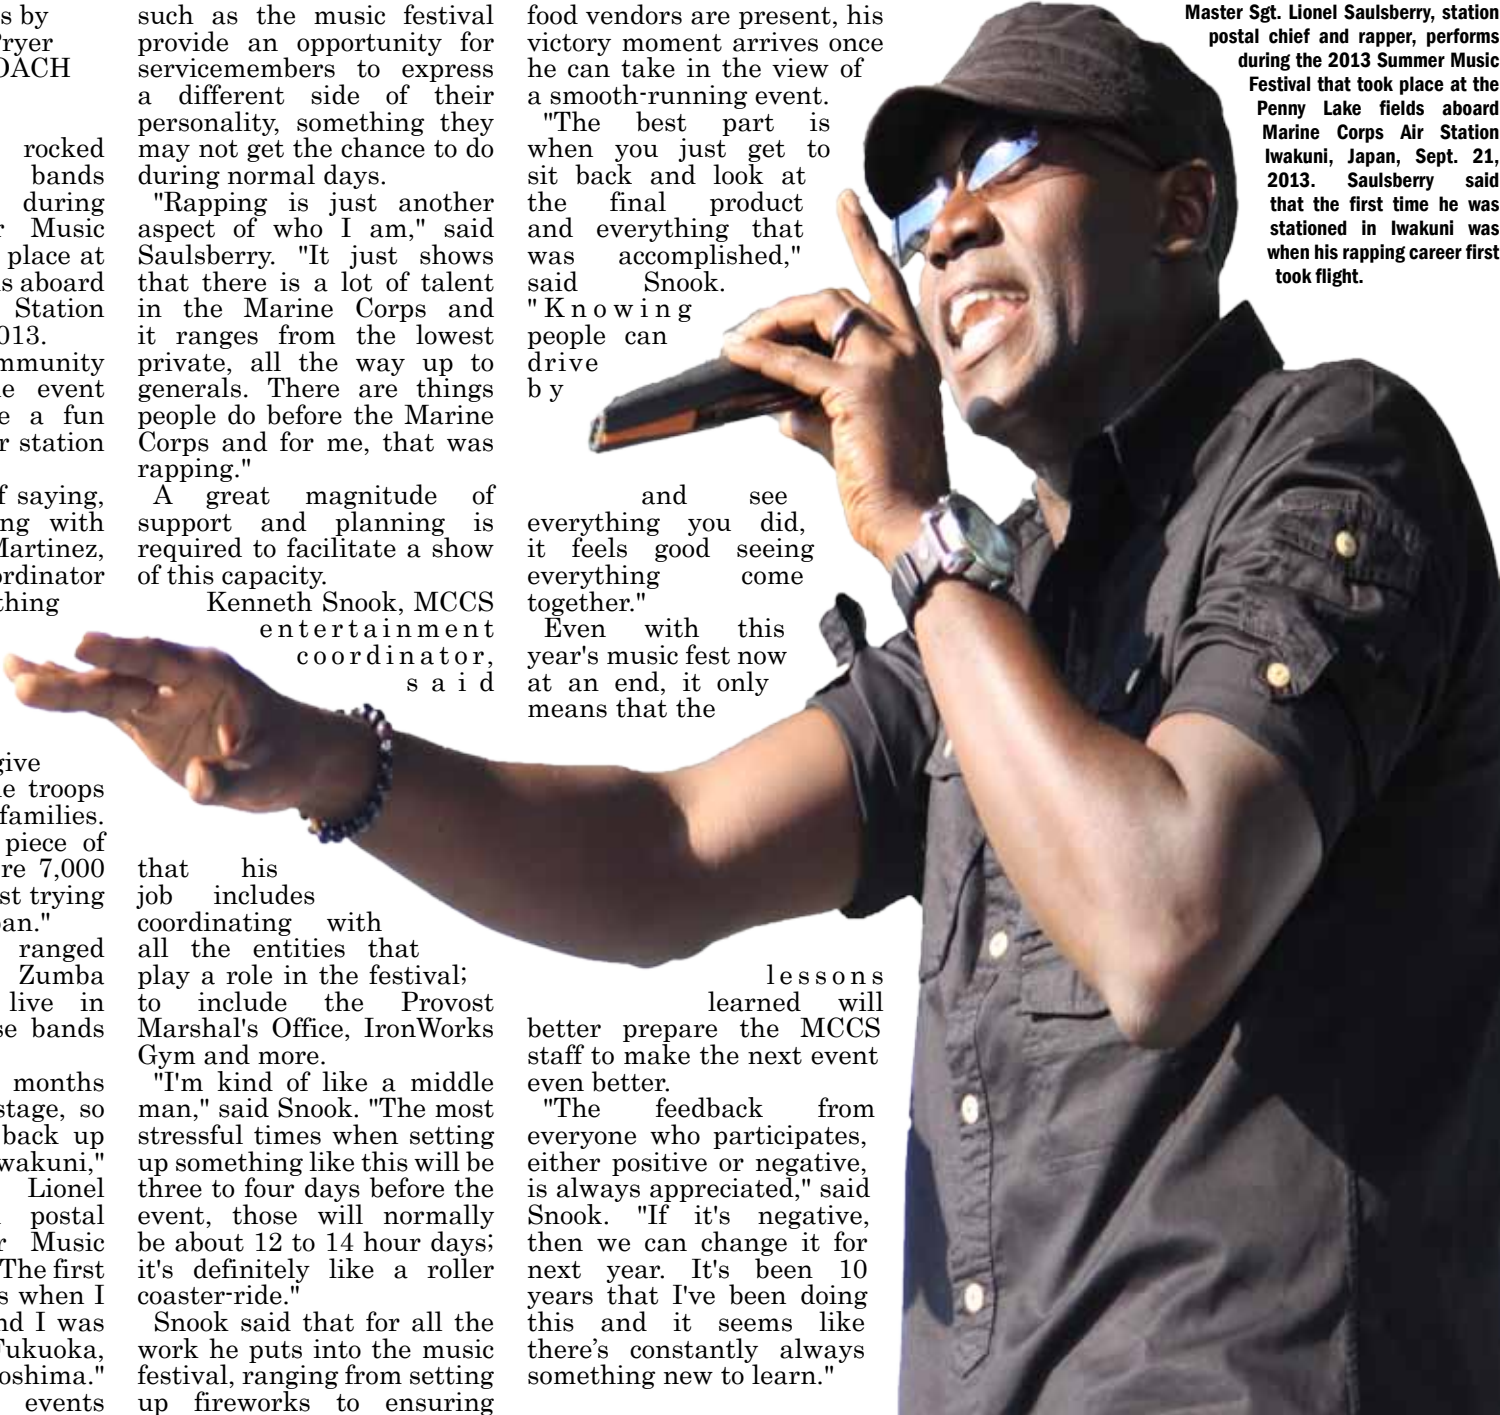 s by
ryer
OACH
rocked
bands
during
Music
place at
s aboard
Station
013.
mmunity
e event
e a fun
r station
f saying,
ng with
Martinez,
ordinator
thing
give
e troops
families.
piece of
re 7,000
st trying
pan."
ranged
Zumba
live in
se bands
months
stage, so
back up
wakuni,"
Lionel
postal
r Music
The first
s when I
nd I was
Fukuoka,
oshima."
events
such as the music festival
provide an opportunity for
servicemembers to express
a different side of their
personality, something they
may not get the chance to do
during normal days.
"Rapping is just another
aspect of who I am," said
Saulsberry. "It just shows
that there is a lot of talent
in the Marine Corps and
it ranges from the lowest
private, all the way up to
generals. There are things
people do before the Marine
Corps and for me, that was
rapping."
A great magnitude of
support and planning is
required to facilitate a show
of this capacity.
Kenneth Snook, MCCS
entertainment
coordinator,
said
that his
job includes
coordinating with
all the entities that
play a role in the festival;
to include the Provost
Marshal's Office, IronWorks
Gym and more.
"I'm kind of like a middle
man," said Snook. "The most
stressful times when setting
up something like this will be
three to four days before the
event, those will normally
be about 12 to 14 hour days;
it's definitely like a roller
coaster-ride."
Snook said that for all the
work he puts into the music
festival, ranging from setting
up fireworks to ensuring
food vendors are present, his
victory moment arrives once
he can take in the view of
a smooth-running event.
"The best part is
when you just get to
sit back and look at
the final product
and everything that
was accomplished,"
said Snook.
"Knowing
people can
drive
by
and see
everything you did,
it feels good seeing
everything come
together."
Even with this
year's music fest now
at an end, it only
means that the
lessons
learned will
better prepare the MCCS
staff to make the next event
even better.
"The feedback from
everyone who participates,
either positive or negative,
is always appreciated," said
Snook. "If it's negative,
then we can change it for
next year. It's been 10
years that I've been doing
this and it seems like
there's constantly always
something new to learn."
Master Sgt. Lionel Saulsberry, station
postal chief and rapper, performs
during the 2013 Summer Music
Festival that took place at the
Penny Lake fields aboard
Marine Corps Air Station
Iwakuni, Japan, Sept. 21,
2013. Saulsberry said
that the first time he was
stationed in Iwakuni was
when his rapping career first
took flight.